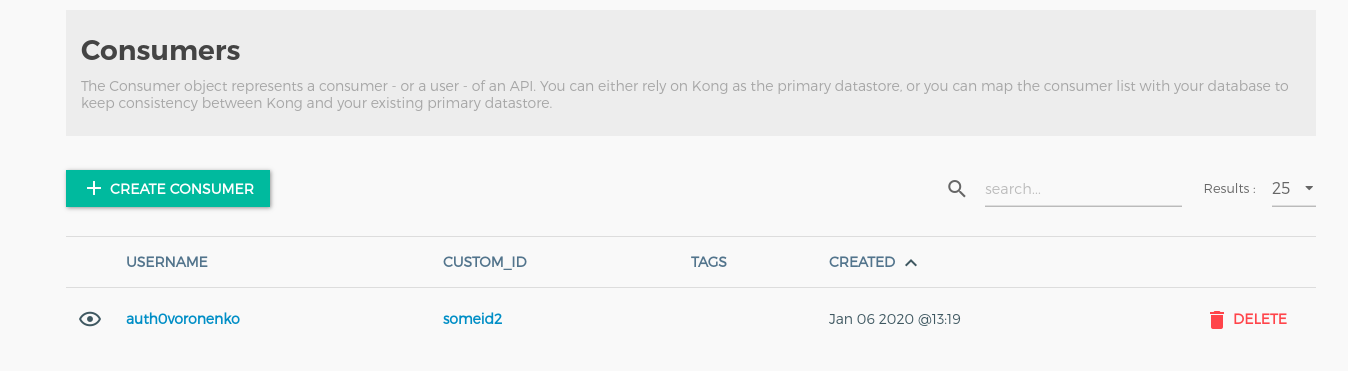 Consumers
The Consumer object represents a consumer - or a user - of an API. You can either rely on Kong as the primary datastore, or you can map the consumer list with your database to
keep consistency between Kong and your existing primary datastore.
CREATE CONSUMER search... Results : 25
USERNAME CUSTOM_ID TAGS CREATED
auth0voronenko someid2 Jan 06 2020 @13:19 DELETE